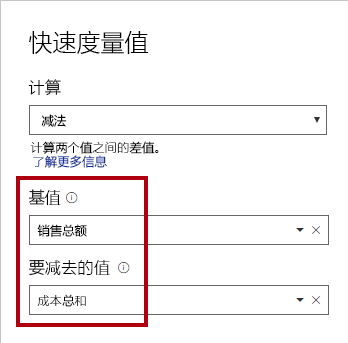 快速度量值
计算
减法
计算两个值之间的差值。
了解更多信息
基值
销售总额
要减去的值
成本总和